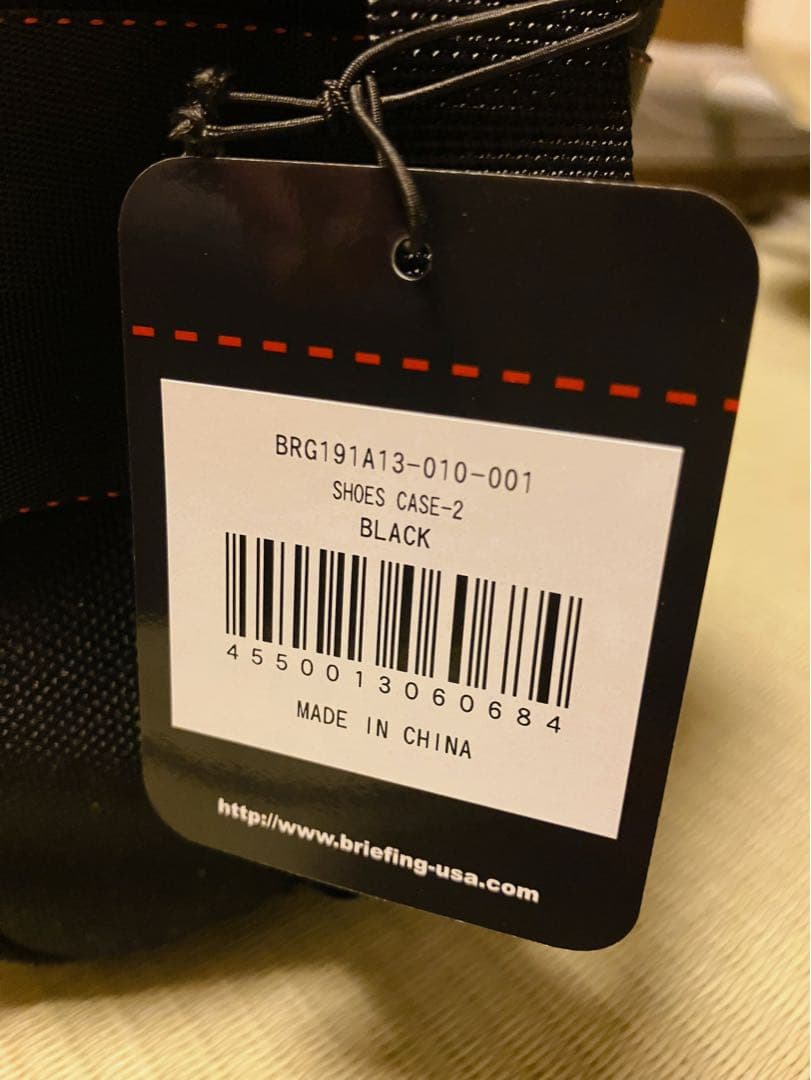 BRG191A13-010-001
SHOES CASE-2
BLACK
4550013060684
MADE IN CHINA
http://www.briefing-usa.com